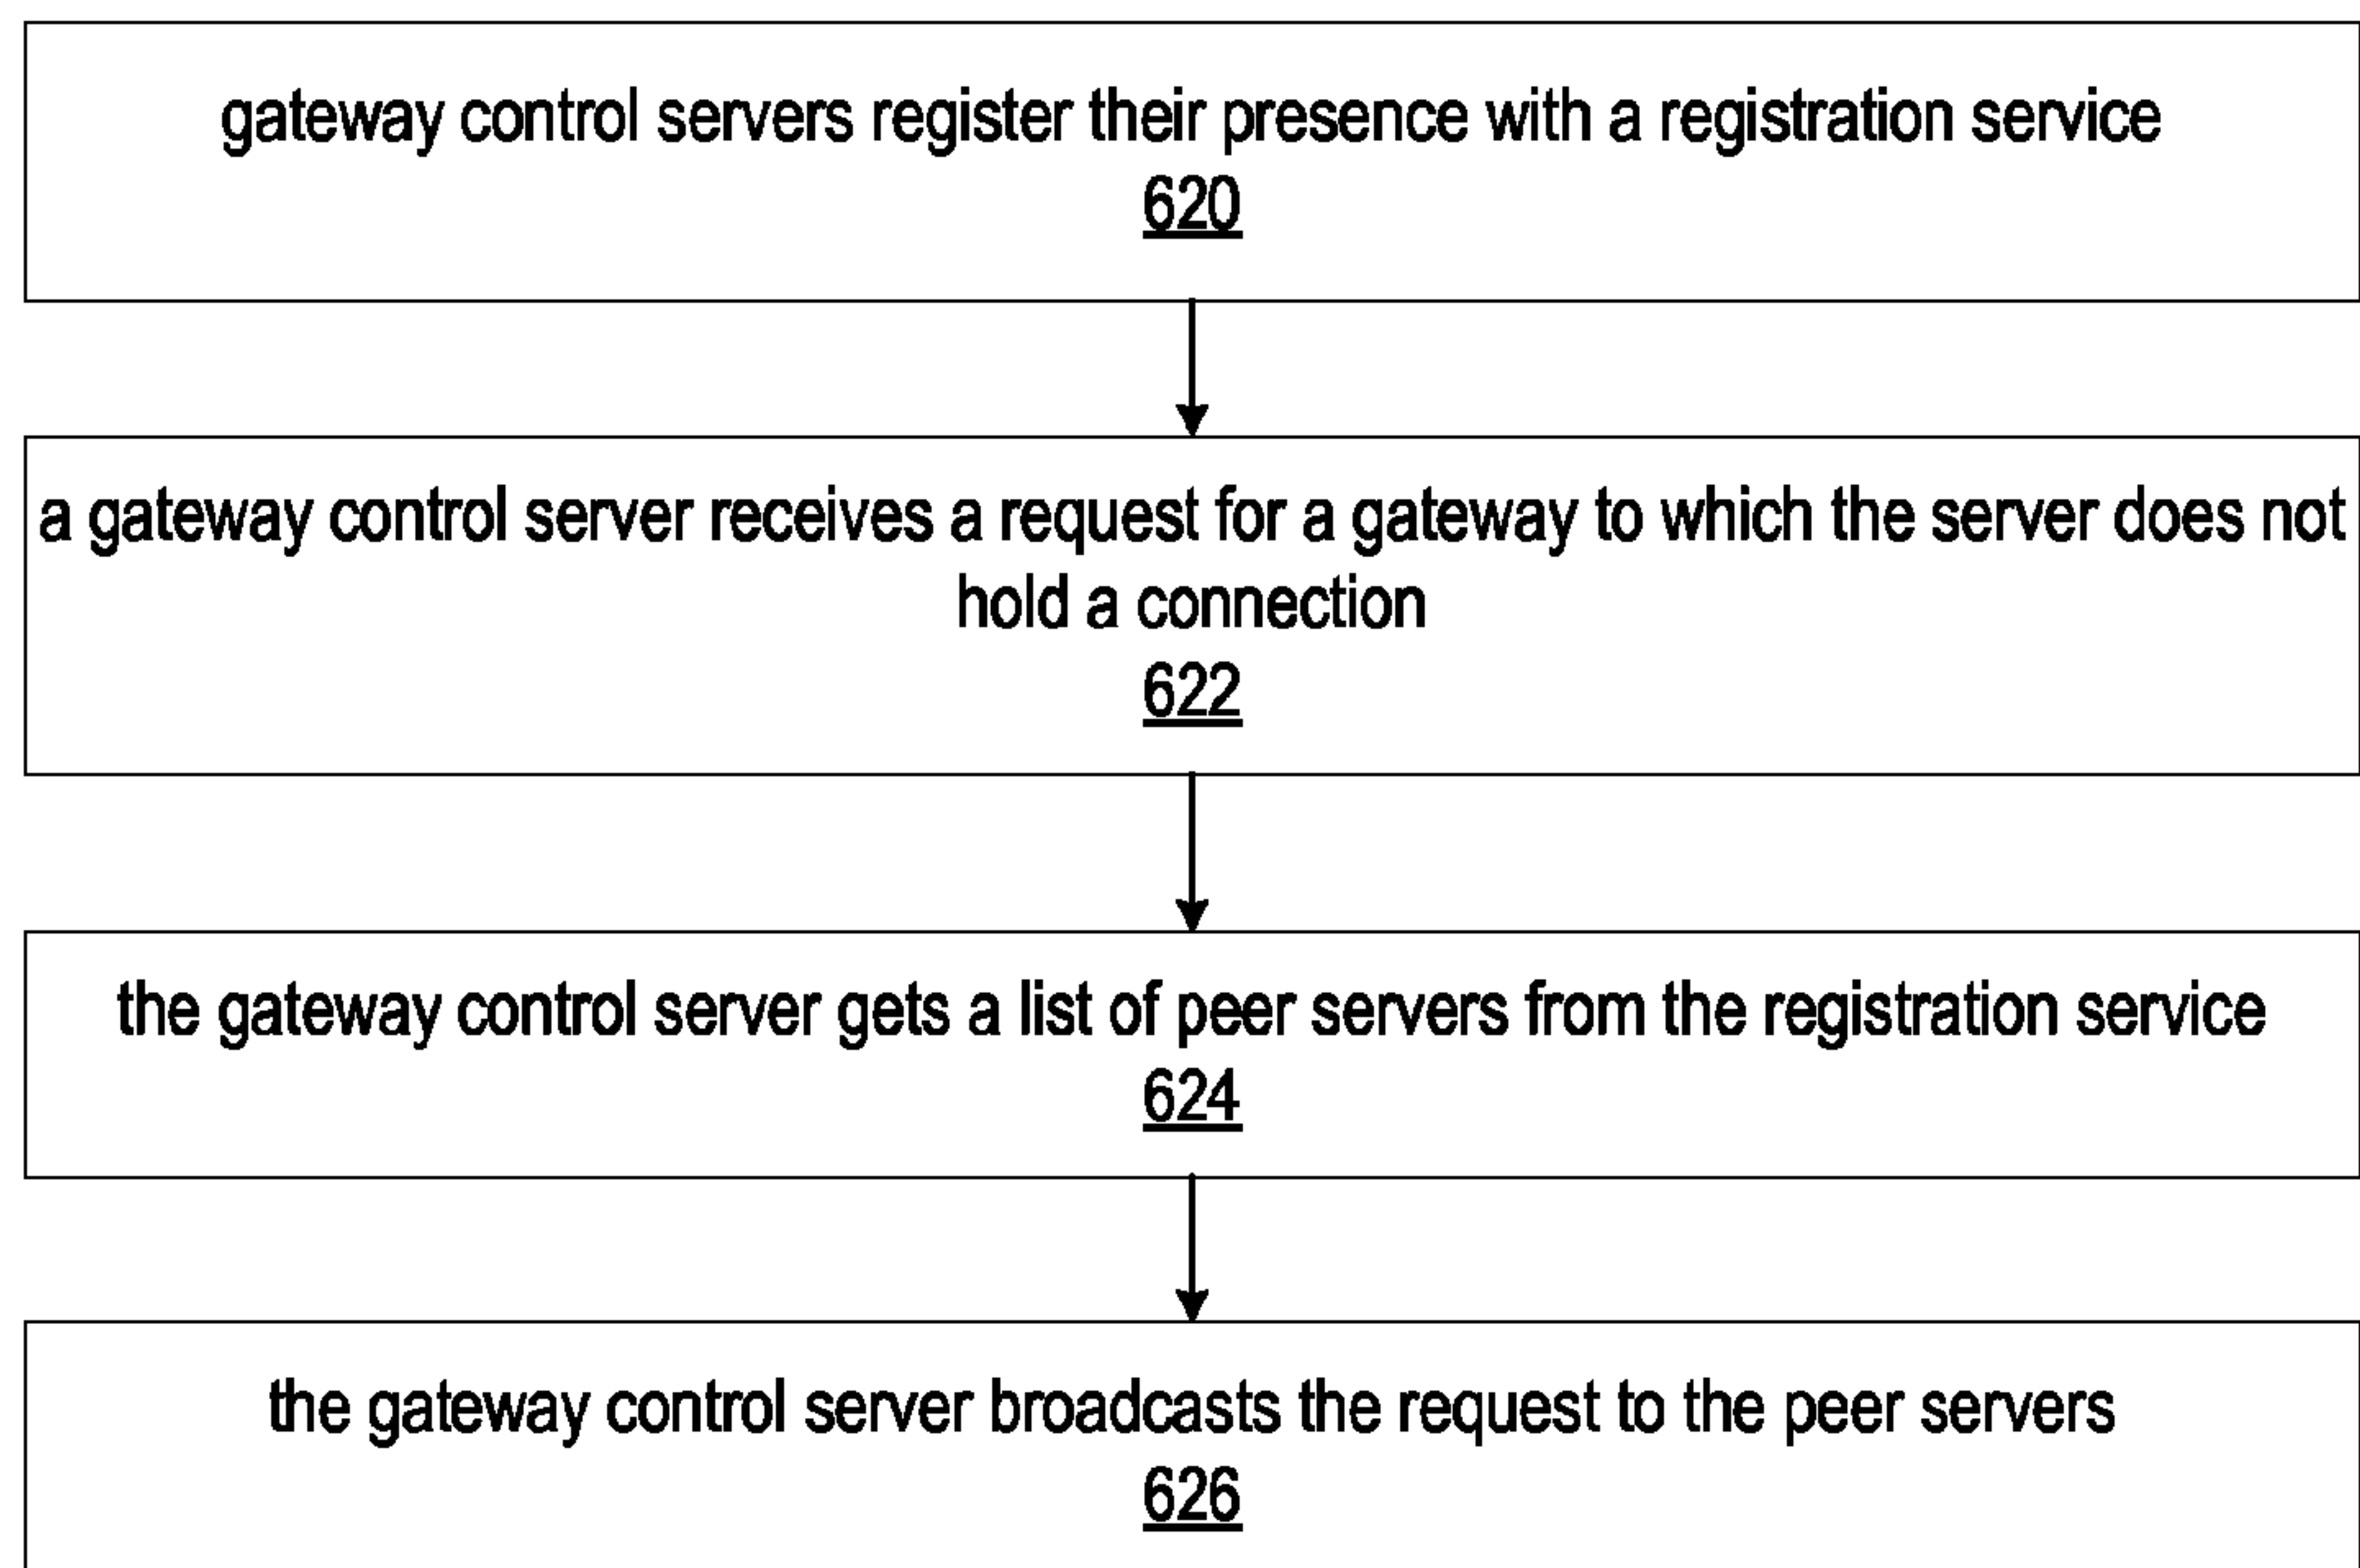 gateway control servers register their presence with a registration service
620
a gateway control server receives a request for a gateway to which the server does not
hold a connection
622
the gateway control server gets a list of peer servers from the registration service
624
the gateway control server broadcasts the request to the peer servers
626